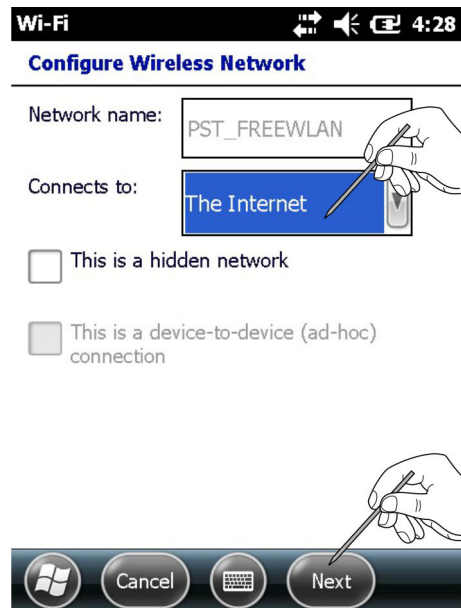 Wi-Fi 4:28
Configure Wireless Network
Network name:
PST_FREEWLAN
Connects to:
The Internet
This is a hidden network
This is a device-to-device (ad-hoc)
connection
Cancel Next